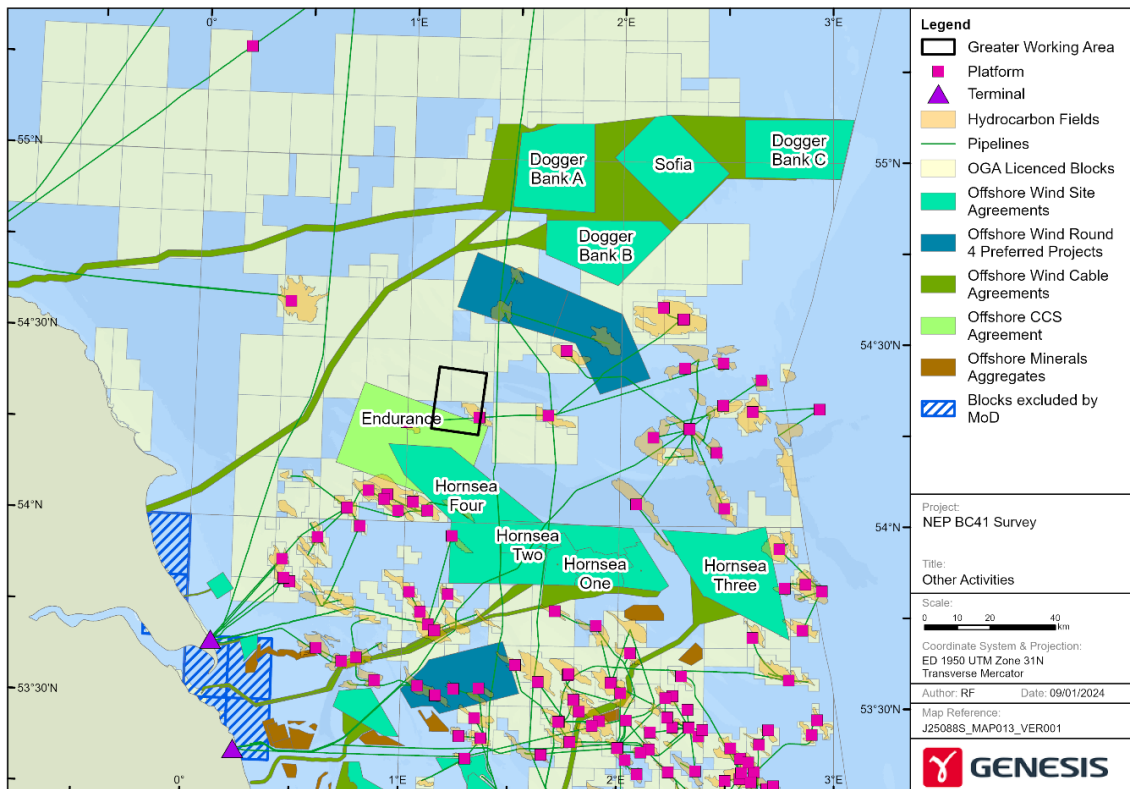 0°
1°E
2°E
3°E
55°N
55°N
54°30'N
54°30'N
54°N
54°N
53°30'N
53°30'N
0°
1°E
2°E
3°E
Dogger
Bank A
Sofia
Dogger
Bank C
Dogger
Bank B
Endurance
Hornsea
Four
Hornsea
Two
Hornsea
One
Hornsea
Three
Legend
Greater Working Area
Platform
Terminal
Hydrocarbon Fields
Pipelines
OGA Licenced Blocks
Offshore Wind Site
Agreements
Offshore Wind Round
4 Preferred Projects
Offshore Wind Cable
Agreements
Offshore CCS
Agreement
Offshore Minerals
Aggregates
Blocks excluded by
MoD
Project:
NEP BC41 Survey
Title:
Other Activities
Scale:
0 10 20 40
km
Coordinate System & Projection:
ED 1950 UTM Zone 31N
Transverse Mercator
Author: RF Date: 09/01/2024
Map Reference:
J25088S_MAP013_VER001
GENESIS